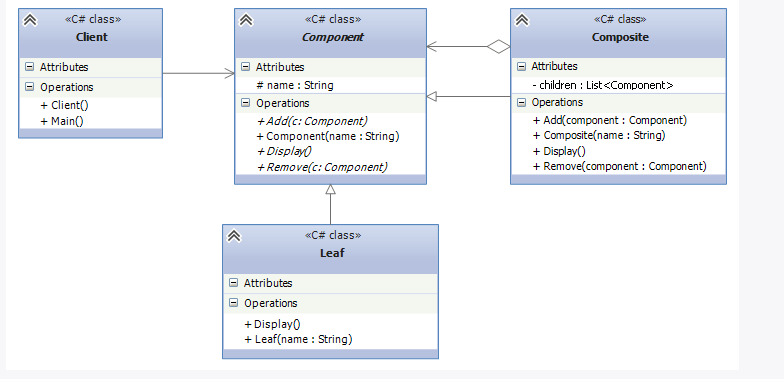 «C# class»
Client
Attributes
Operations
+ Client()
+ Main()
«C# class»
Component
Attributes
# name : String
Operations
+ Add(c: Component)
+ Component(name : String)
+ Display()
+ Remove(c: Component)
«C# class»
Composite
Attributes
- children : List<Component>
Operations
+ Add(component : Component)
+ Composite(name : String)
+ Display()
+ Remove(component : Component)
«C# class»
Leaf
Attributes
Operations
+ Display()
+ Leaf(name : String)